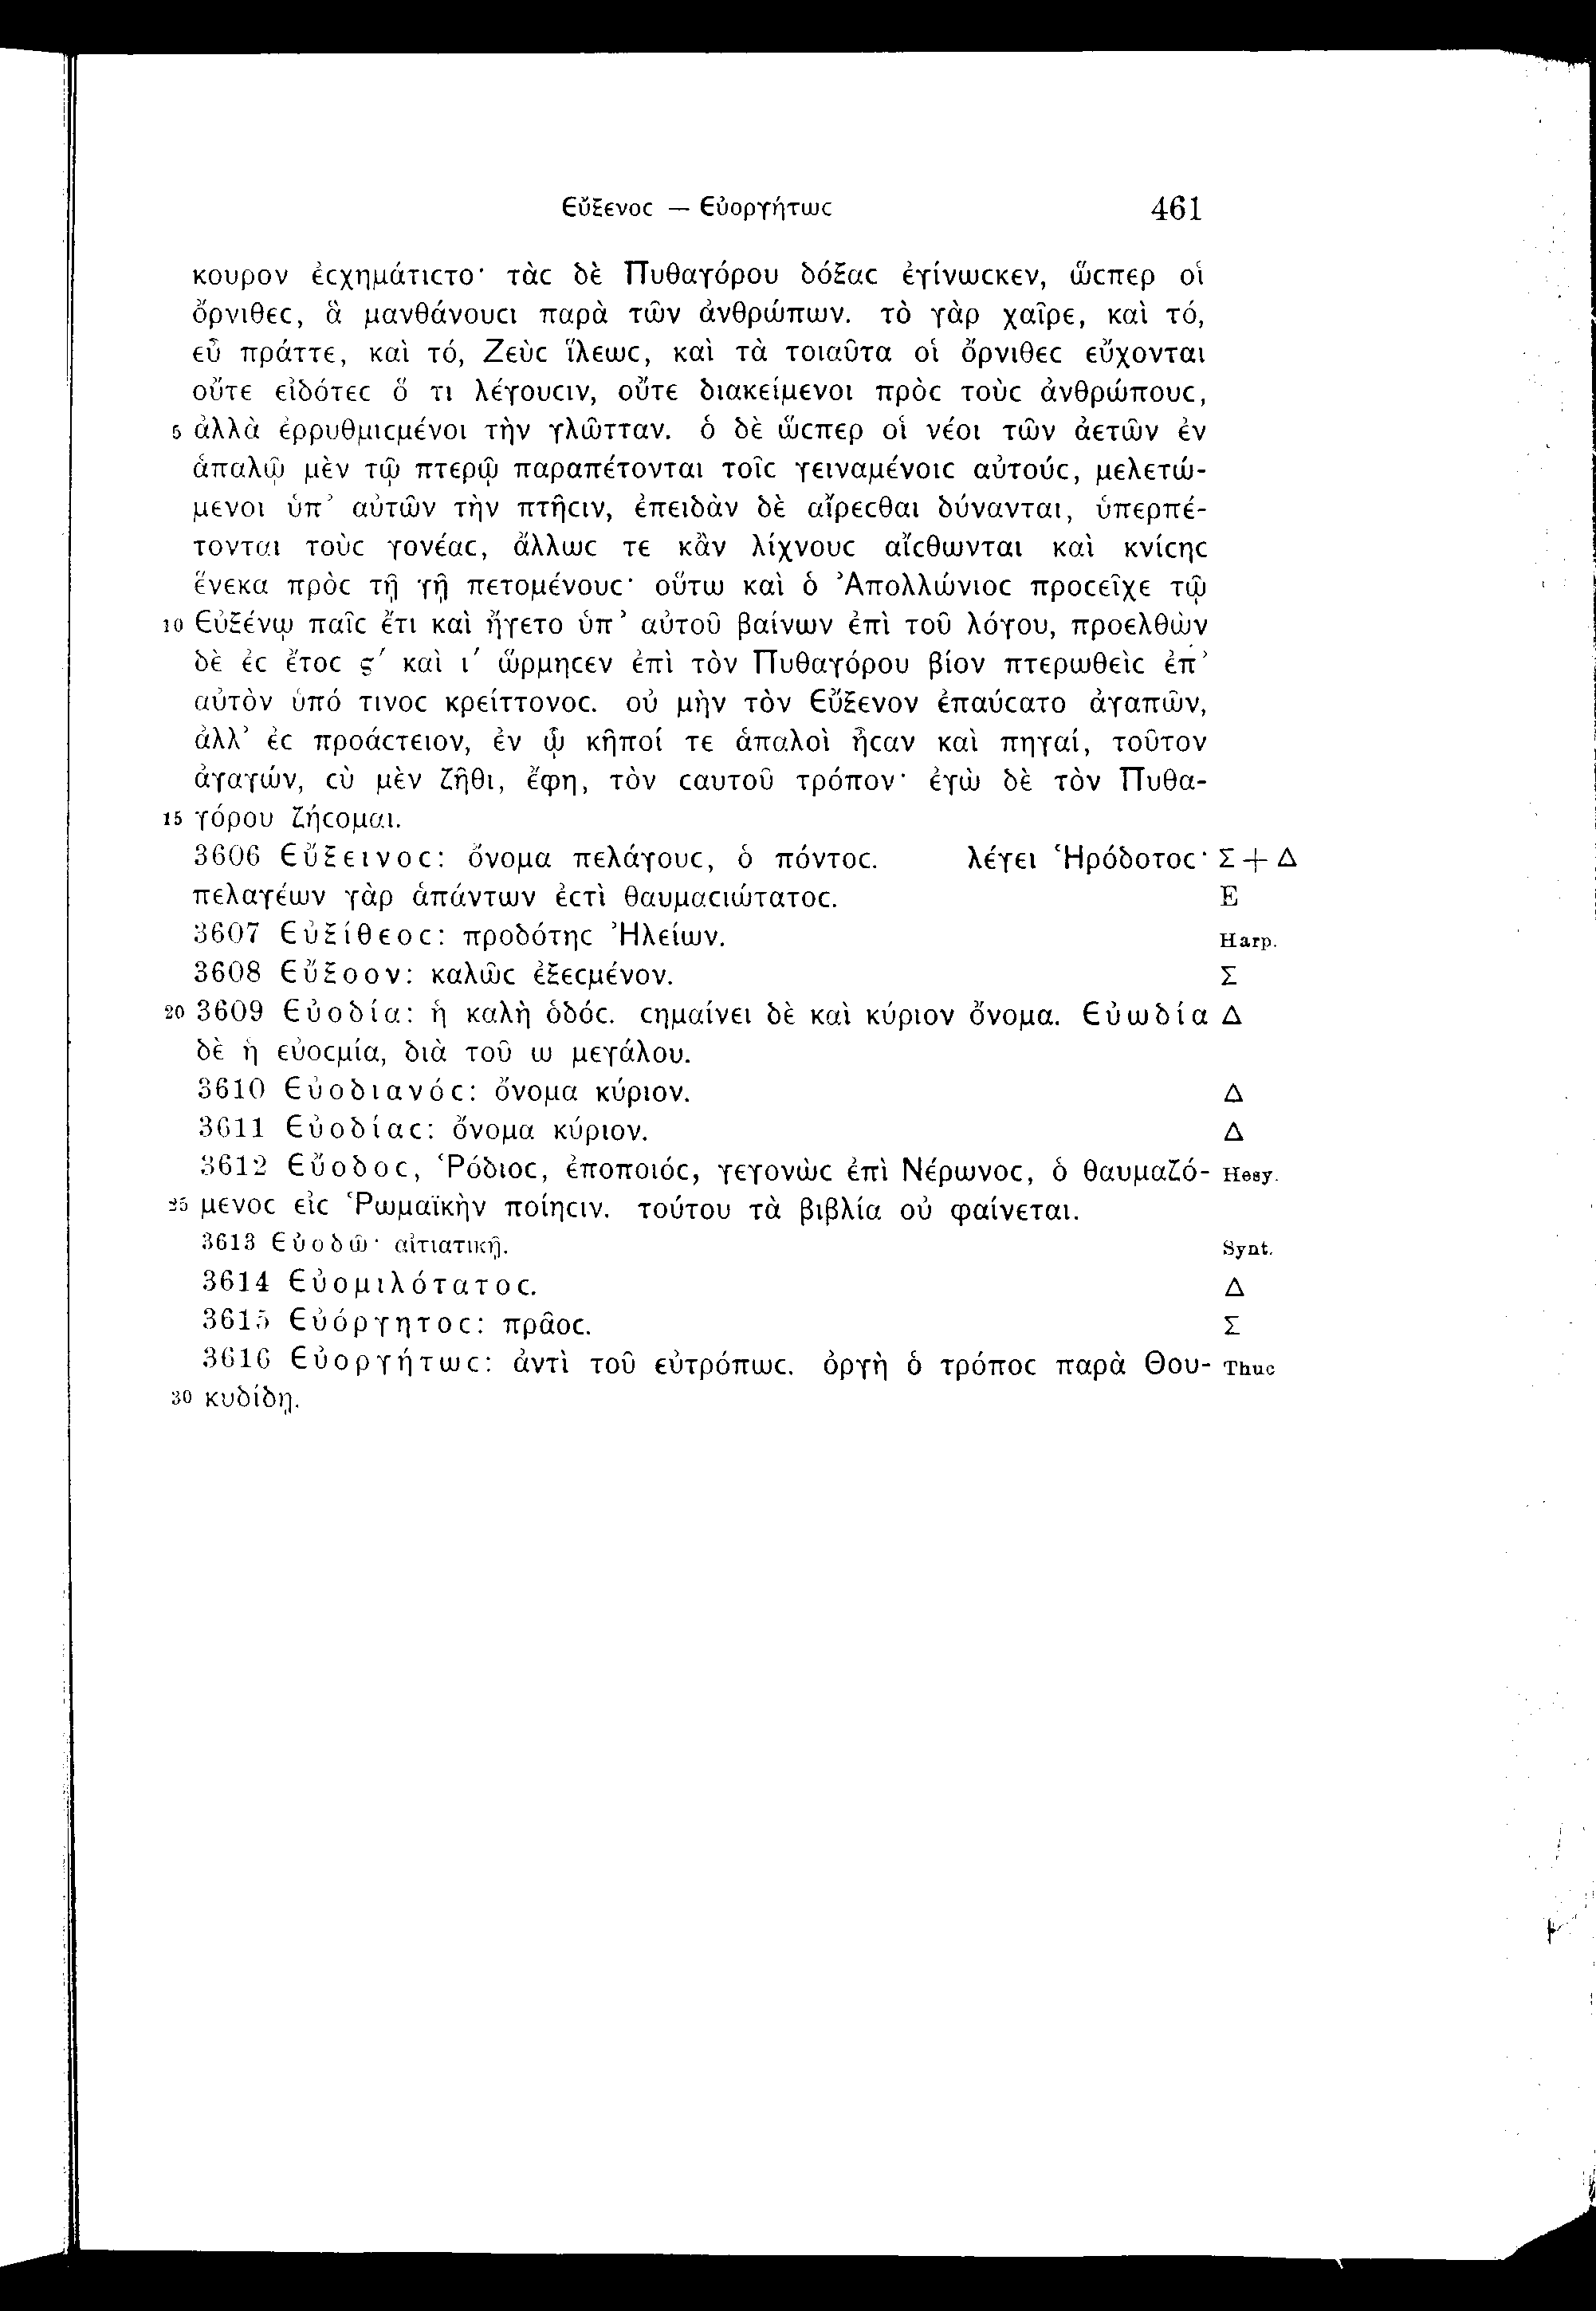 Εὔξενοϲ — Εὐοργήτωϲ 461
κουρον ἐϲχημάτιϲτο· τὰϲ δὲ Πυθαγόρου δόξαϲ ἐγίνωϲκεν, ὥϲπερ οἱ
ὄρνιθεϲ, ἃ μανθάνουϲι παρὰ τῶν ἀνθρώπων. τὸ γὰρ χαῖρε, καὶ τό,
εὖ πράττε, καὶ τό, Ζεὺϲ ἵλεωϲ, καὶ τὰ τοιαῦτα οἱ ὄρνιθεϲ εὔχονται
οὔτε εἰδότεϲ ὅ τι λέγουϲιν, οὔτε διακείμενοι πρὸϲ τοὺϲ ἀνθρώπουϲ,
5 ἀλλὰ ἐρρυθμιϲμένοι τὴν γλῶτταν. ὁ δὲ ὥϲπερ οἱ νέοι τῶν ἀετῶν ἐν
ἁπαλῷ μὲν τῷ πτερῷ παραπέτονται τοῖϲ γειναμένοιϲ αὐτούϲ, μελετώ-
μενοι ὑπ’ αὐτῶν τὴν πτῆϲιν, ἐπειδὰν δὲ αἴρεϲθαι δύνανται, ὑπερπέ-
τονται τοὺϲ γονέαϲ, ἄλλωϲ τε κἂν λίχνουϲ αἴϲθωνται καὶ κνίϲηϲ
ἕνεκα πρὸϲ τῇ γῇ πετομένουϲ· οὕτω καὶ ὁ Ἀπολλώνιοϲ προϲεῖχε τῷ
10 Εὐξένῳ παῖϲ ἔτι καὶ ἤγετο ὑπ’ αὐτοῦ βαίνων ἐπὶ τοῦ λόγου, προελθὼν
δὲ ἐϲ ἔτοϲ ϛʹ καὶ ιʹ ὥρμηϲεν ἐπὶ τὸν Πυθαγόρου βίον πτερωθεὶϲ ἐπ’
αὐτὸν ὑπό τινοϲ κρείττονοϲ. οὐ μὴν τὸν Εὔξενον ἐπαύϲατο ἀγαπῶν,
ἀλλ’ ἐϲ προάϲτειον, ἐν ᾧ κῆποί τε ἁπαλοὶ ἦϲαν καὶ πηγαί, τοῦτον
ἀγαγών, ϲὺ μὲν ζῆθι, ἔφη, τὸν ϲαυτοῦ τρόπον· ἐγὼ δὲ τὸν Πυθα-
15 γόρου ζήϲομαι.
3606 Εὔξεινοϲ: ὄνομα πελάγουϲ, ὁ πόντοϲ. λέγει Ἡρόδοτοϲ· Σ + Δ
πελαγέων γὰρ ἁπάντων ἐϲτὶ θαυμαϲιώτατοϲ. E
3607 Εὐξίθεοϲ: προδότηϲ Ἠλείων. Harp.
3608 Εὔξοον: καλῶϲ ἐξεϲμένον. Σ
20 3609 Εὐοδία: ἡ καλὴ ὁδόϲ. ϲημαίνει δὲ καὶ κύριον ὄνομα. Εὐωδία Δ
δὲ ἡ εὐοϲμία, διὰ τοῦ ω μεγάλου.
3610 Εὐοδιανόϲ: ὄνομα κύριον. Δ
3611 Εὐοδίαϲ: ὄνομα κύριον. Δ
3612 Εὔοδοϲ, Ῥόδιοϲ, ἐποποιόϲ, γεγονὼϲ ἐπὶ Νέρωνοϲ, ὁ θαυμαζό- Hesy.
25 μενοϲ εἰϲ Ῥωμαϊκὴν ποίηϲιν. τούτου τὰ βιβλία οὐ φαίνεται.
3613 Εὐοδῶ· αἰτιατικῇ. Synt.
3614 Εὐομιλότατοϲ. Δ
3615 Εὐόργητοϲ: πρᾶοϲ. Σ
3616 Εὐοργήτωϲ: ἀντὶ τοῦ εὐτρόπωϲ. ὀργὴ ὁ τρόποϲ παρὰ Θου- Thuc
30 κυδίδῃ.